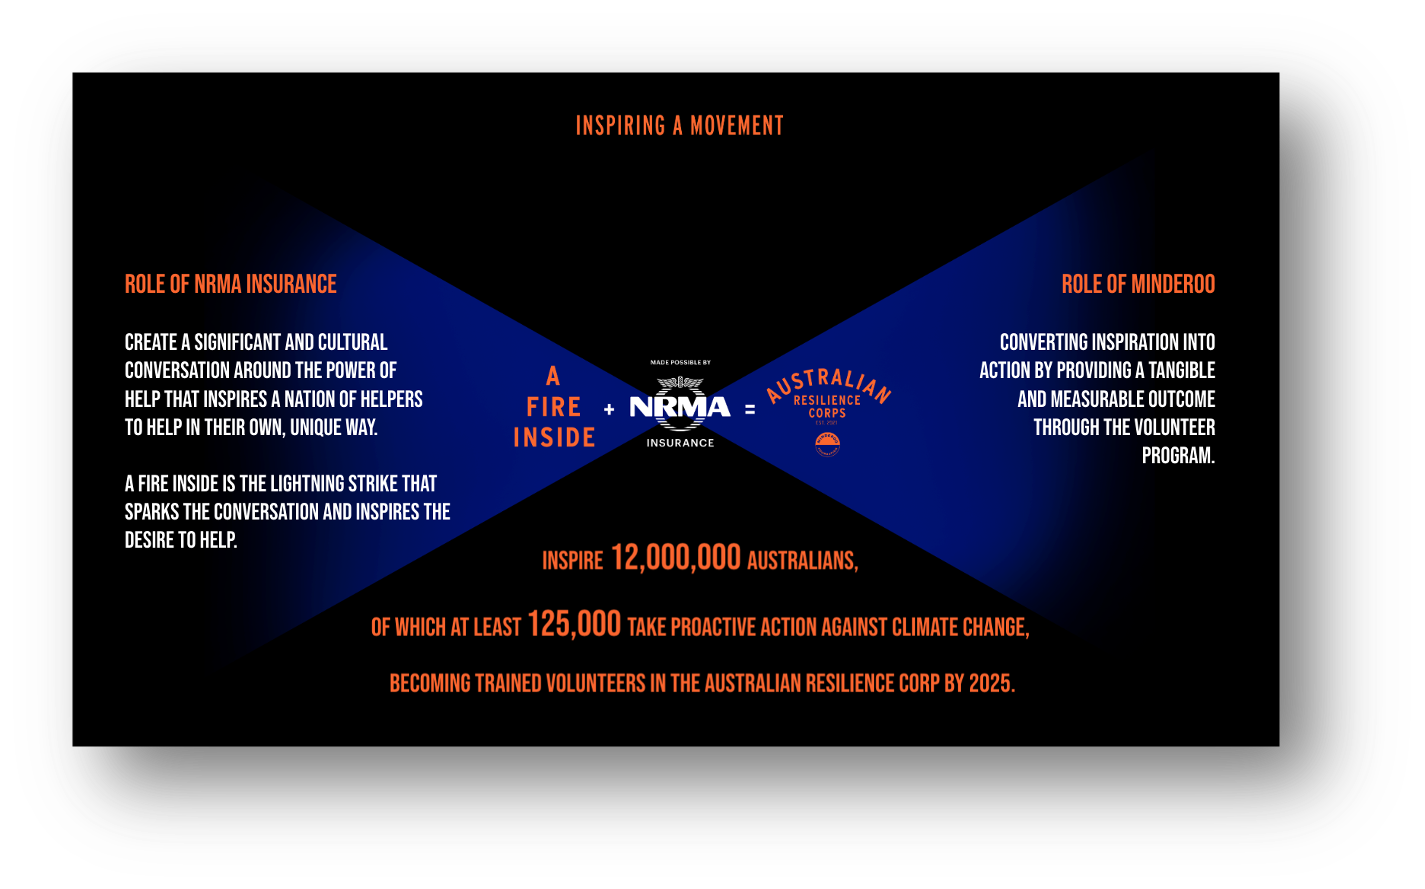 INSPIRING A MOVEMENT
ROLE OF NRMA INSURANCE
CREATE A SIGNIFICANT AND CULTURAL
CONVERSATION AROUND THE POWER OF
HELP THAT INSPIRES A NATION OF HELPERS
TO HELP IN THEIR OWN, UNIQUE WAY.
A FIRE INSIDE IS THE LIGHTNING STRIKE THAT
SPARKS THE CONVERSATION AND INSPIRES THE
DESIRE TO HELP.
A
FIRE
INSIDE
+
MADE POSSIBLE BY
NRMA
INSURANCE
=
AUSTRALIAN
RESILIENCE
CORPS
EST. 2021
ROLE OF MINDEROO
CONVERTING INSPIRATION INTO
ACTION BY PROVIDING A TANGIBLE
AND MEASURABLE OUTCOME
THROUGH THE VOLUNTEER
PROGRAM.
INSPIRE 12,000,000 AUSTRALIANS,
OF WHICH AT LEAST 125,000 TAKE PROACTIVE ACTION AGAINST CLIMATE CHANGE,
BECOMING TRAINED VOLUNTEERS IN THE AUSTRALIAN RESILIENCE CORP BY 2025.